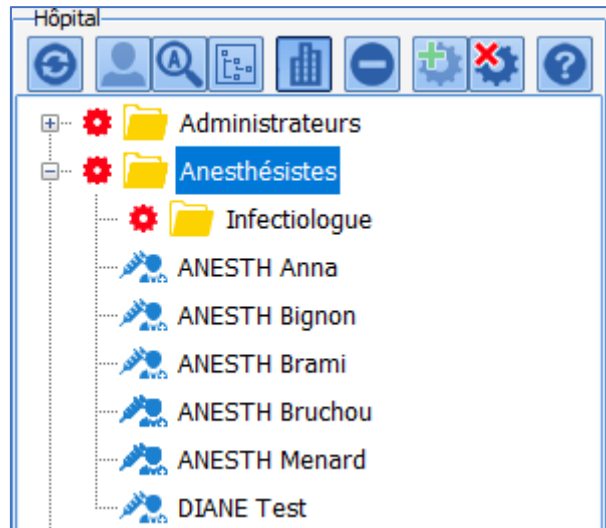 Hôpital
A
?
Administrateurs
Anesthésistes
Infectiologue
ANESTH Anna
ANESTH Bignon
ANESTH Brami
ANESTH Bruchou
ANESTH Menard
DIANE Test